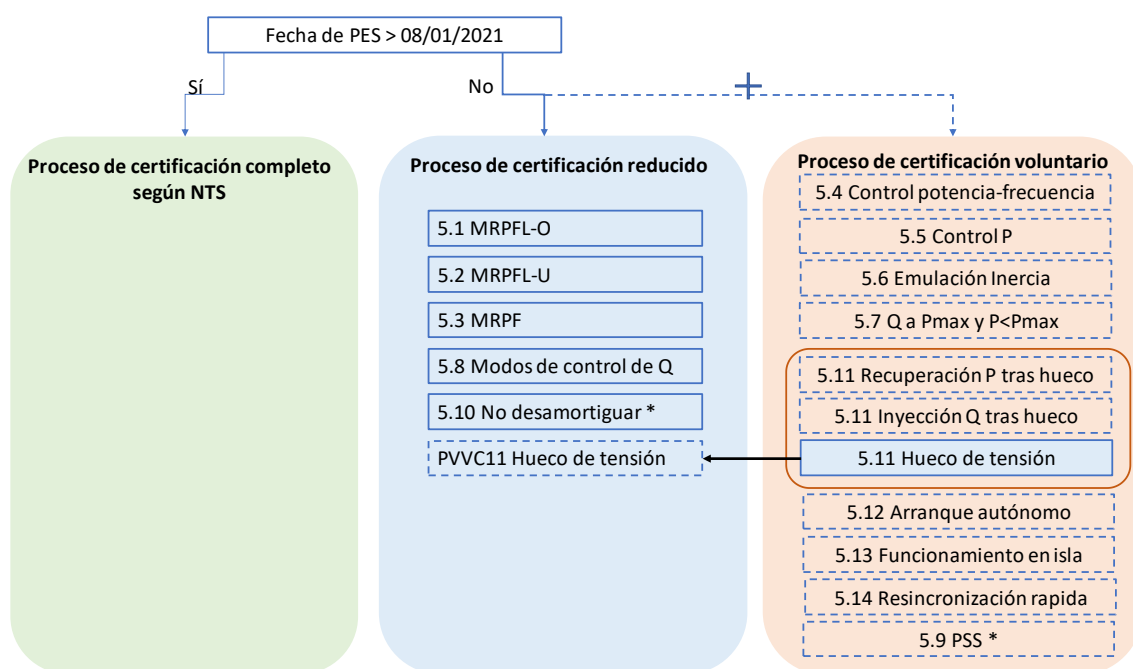 Fecha de PES > 08/01/2021
Sí
No
Proceso de certificación completo
según NTS
Proceso de certificación reducido
5.1 MRPFL-O
5.2 MRPFL-U
5.3 MRPF
5.8 Modos de control de Q
5.10 No desamortiguar *
PVVC11 Hueco de tensión
Proceso de certificación voluntario
5.4 Control potencia-frecuencia
5.5 Control P
5.6 Emulación Inercia
5.7 Q a Pmax y P<Pmax
5.11 Recuperación P tras hueco
5.11 Inyección Q tras hueco
5.11 Hueco de tensión
5.12 Arranque autónomo
5.13 Funcionamiento en isla
5.14 Resincronización rapida
5.9 PSS *